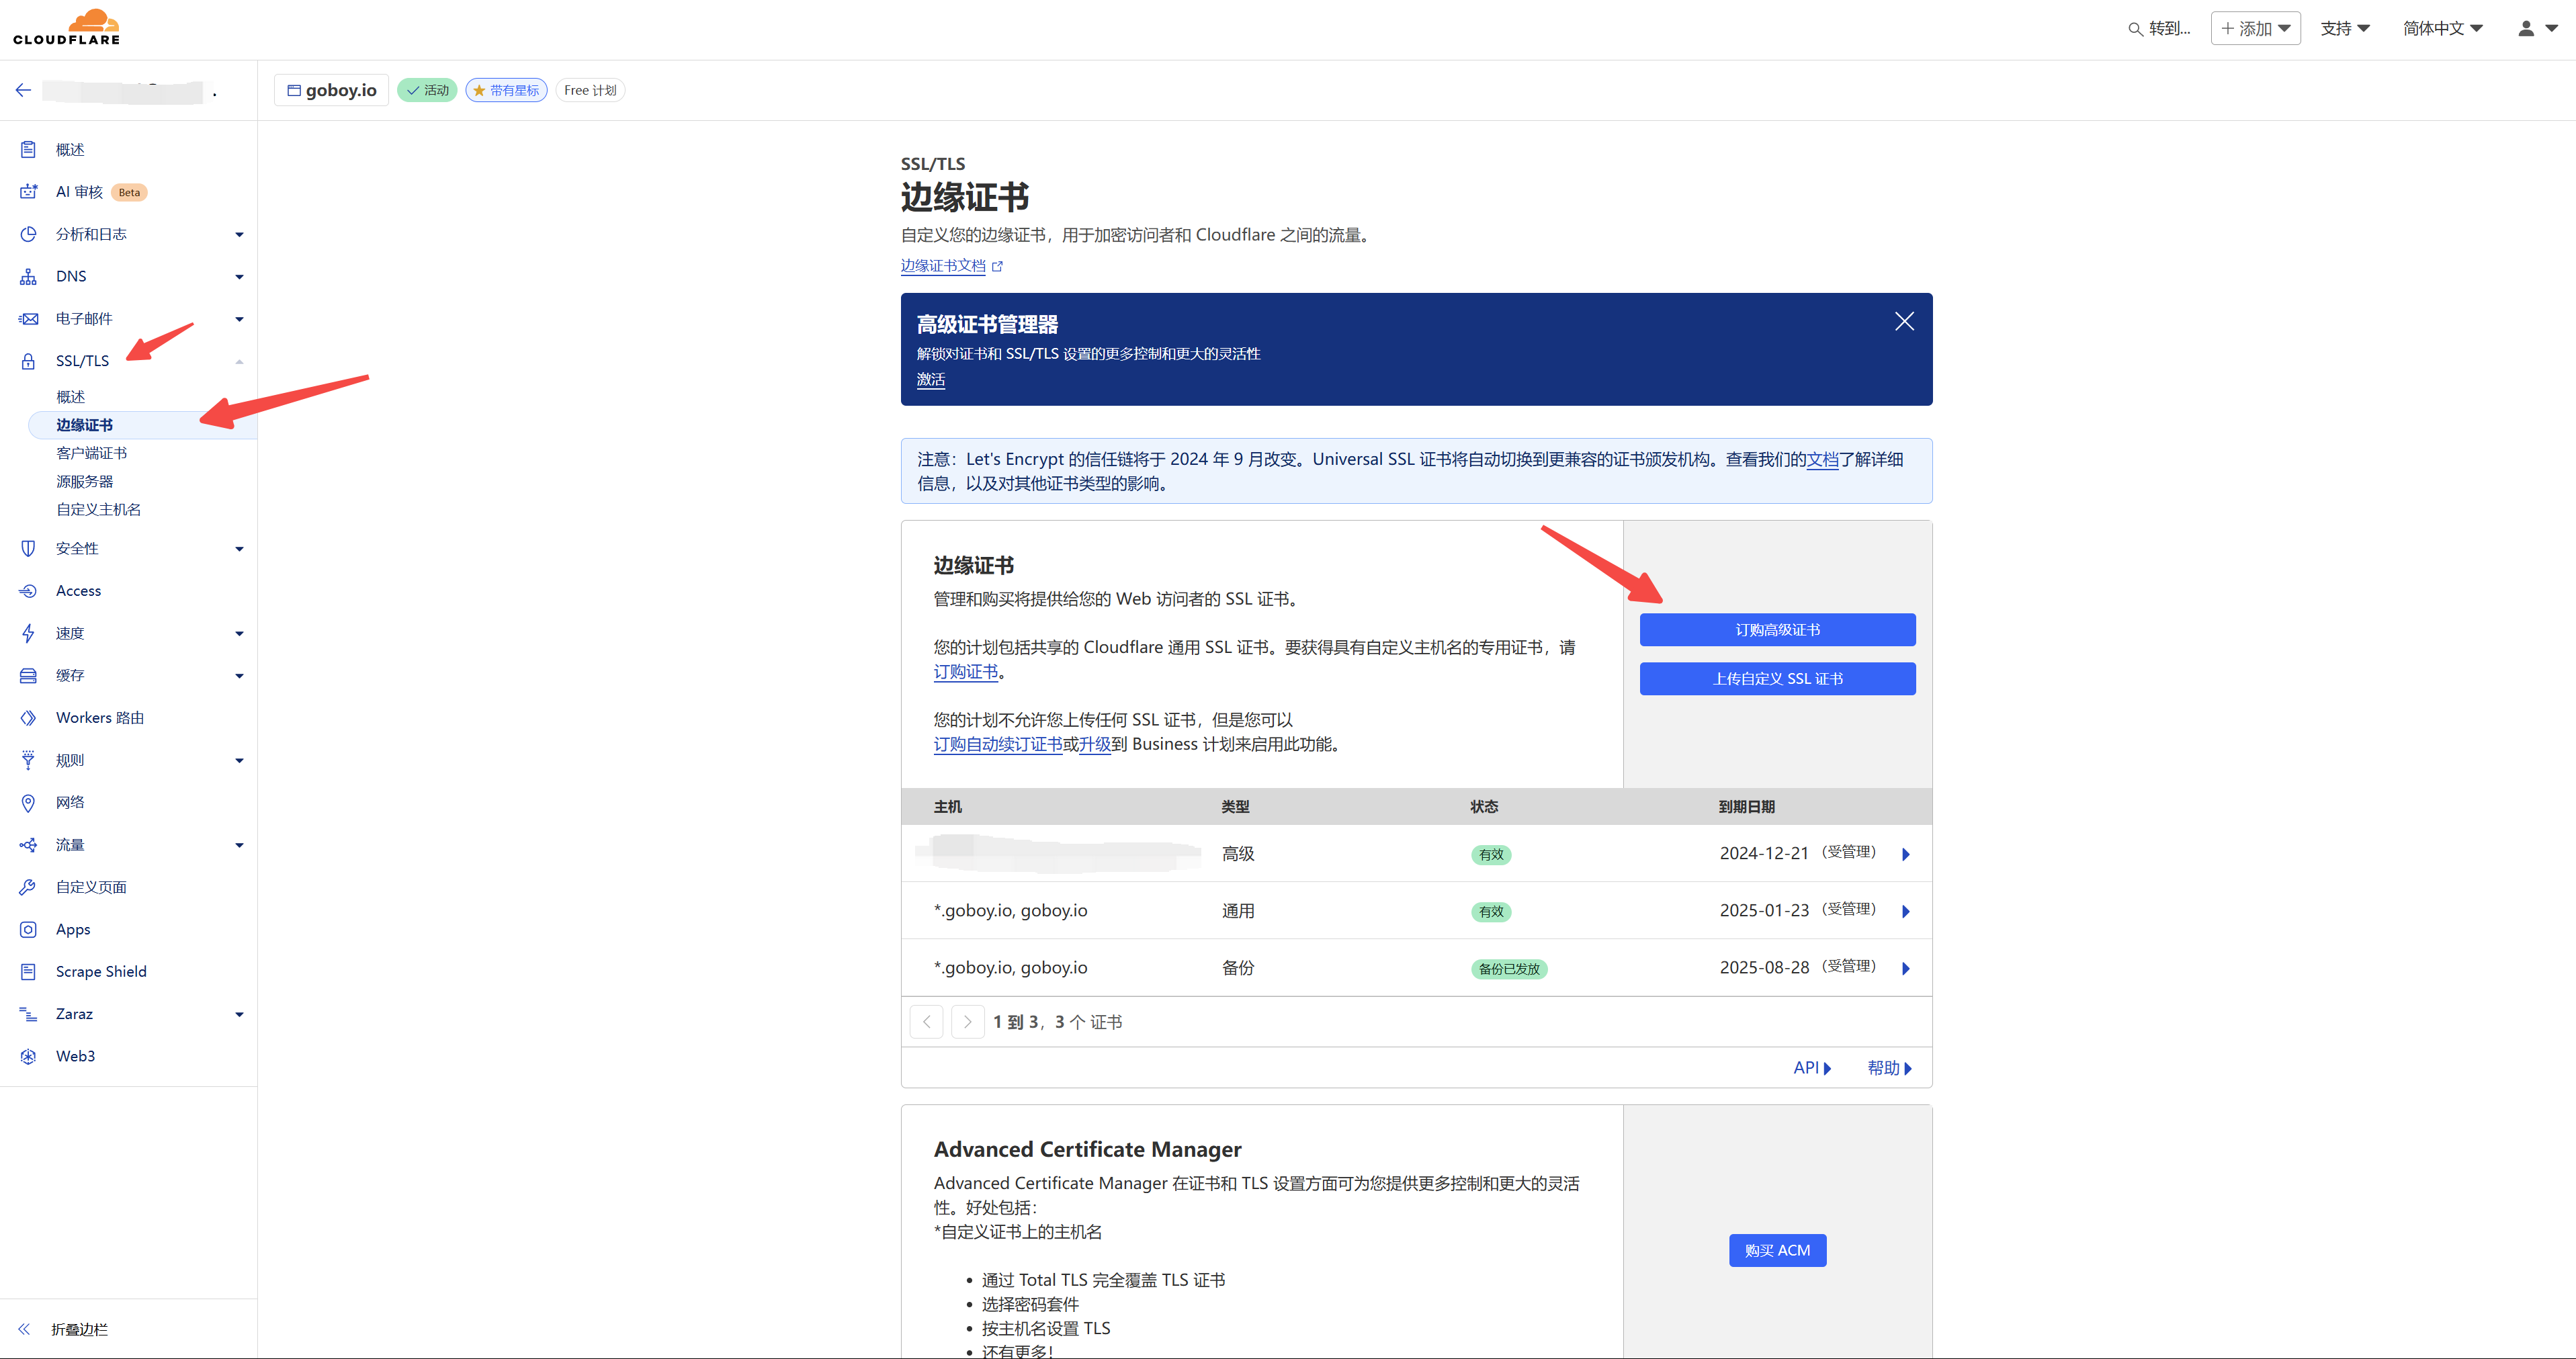 CLOUDFLARE
转到...
添加
支持
简体中文
goboy.io
活动
带有星标
Free 计划
概述
AI 审核 Beta
分析和日志
DNS
电子邮件
SSL/TLS
概述
边缘证书
客户端证书
源服务器
自定义主机名
安全性
Access
速度
缓存
Workers 路由
规则
网络
流量
自定义页面
Apps
Scrape Shield
Zaraz
Web3
折叠边栏
SSL/TLS
边缘证书
自定义您的边缘证书，用于加密访问者和 Cloudflare 之间的流量。
边缘证书文档
高级证书管理器
解锁对证书和 SSL/TLS 设置的更多控制和更大的灵活性
激活
注意：Let's Encrypt 的信任链将于 2024 年 9 月改变。Universal SSL 证书将自动切换到更兼容的证书颁发机构。查看我们的文档了解详细
信息，以及对其他证书类型的影响。
边缘证书
管理和购买将提供给您的 Web 访问者的 SSL 证书。
您的计划包括共享的 Cloudflare 通用 SSL 证书。要获得具有自定义主机名的专用证书，请
订购证书。
您的计划不允许您上传任何 SSL 证书，但是您可以
订购自动续订证书或升级到 Business 计划来启用此功能。
订购高级证书
上传自定义 SSL 证书
主机 类型 状态 到期日期
高级 有效 2024-12-21 （受管理）
*.goboy.io, goboy.io 通用 有效 2025-01-23 （受管理）
*.goboy.io, goboy.io 备份 备份已发放 2025-08-28 （受管理）
1 到 3，3 个 证书
API 帮助
Advanced Certificate Manager
Advanced Certificate Manager 在证书和 TLS 设置方面可为您提供更多控制和更大的灵活
性。好处包括：
*自定义证书上的主机名
• 通过 Total TLS 完全覆盖 TLS 证书
• 选择密码套件
• 按主机名设置 TLS
• 还有更多！
购买 ACM